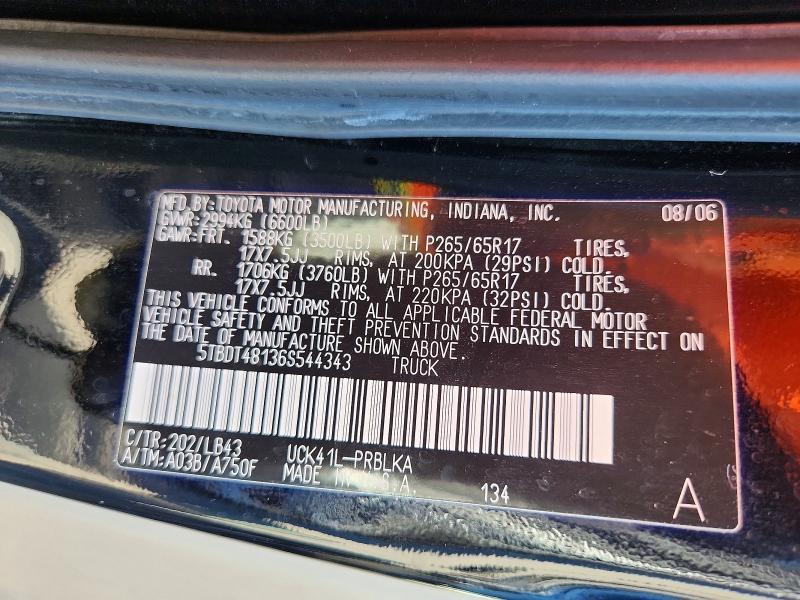 MFD.BY:TOYOTA MOTOR MANUFACTURING, INDIANA, INC. 08/06
GVWR:2994KG (6600LB)
GAWR:FRT. 1588KG (3500LB) WITH P265/65R17 TIRES,
17X7.5JJ RIMS, AT 200KPA (29PSI) COLD.
RR. 1706KG (3760LB) WITH P265/65R17 TIRES,
17X7.5JJ RIMS, AT 220KPA (32PSI) COLD.
THIS VEHICLE CONFORMS TO ALL APPLICABLE FEDERAL MOTOR
VEHICLE SAFETY AND THEFT PREVENTION STANDARDS IN EFFECT ON
THE DATE OF MANUFACTURE SHOWN ABOVE.
5TBDT48136S544343 TRUCK
C/TR:202/LB43 UCK41L-PRBLKA
A/TM:A03B/A750F MADE IN U.S.A. 134 A